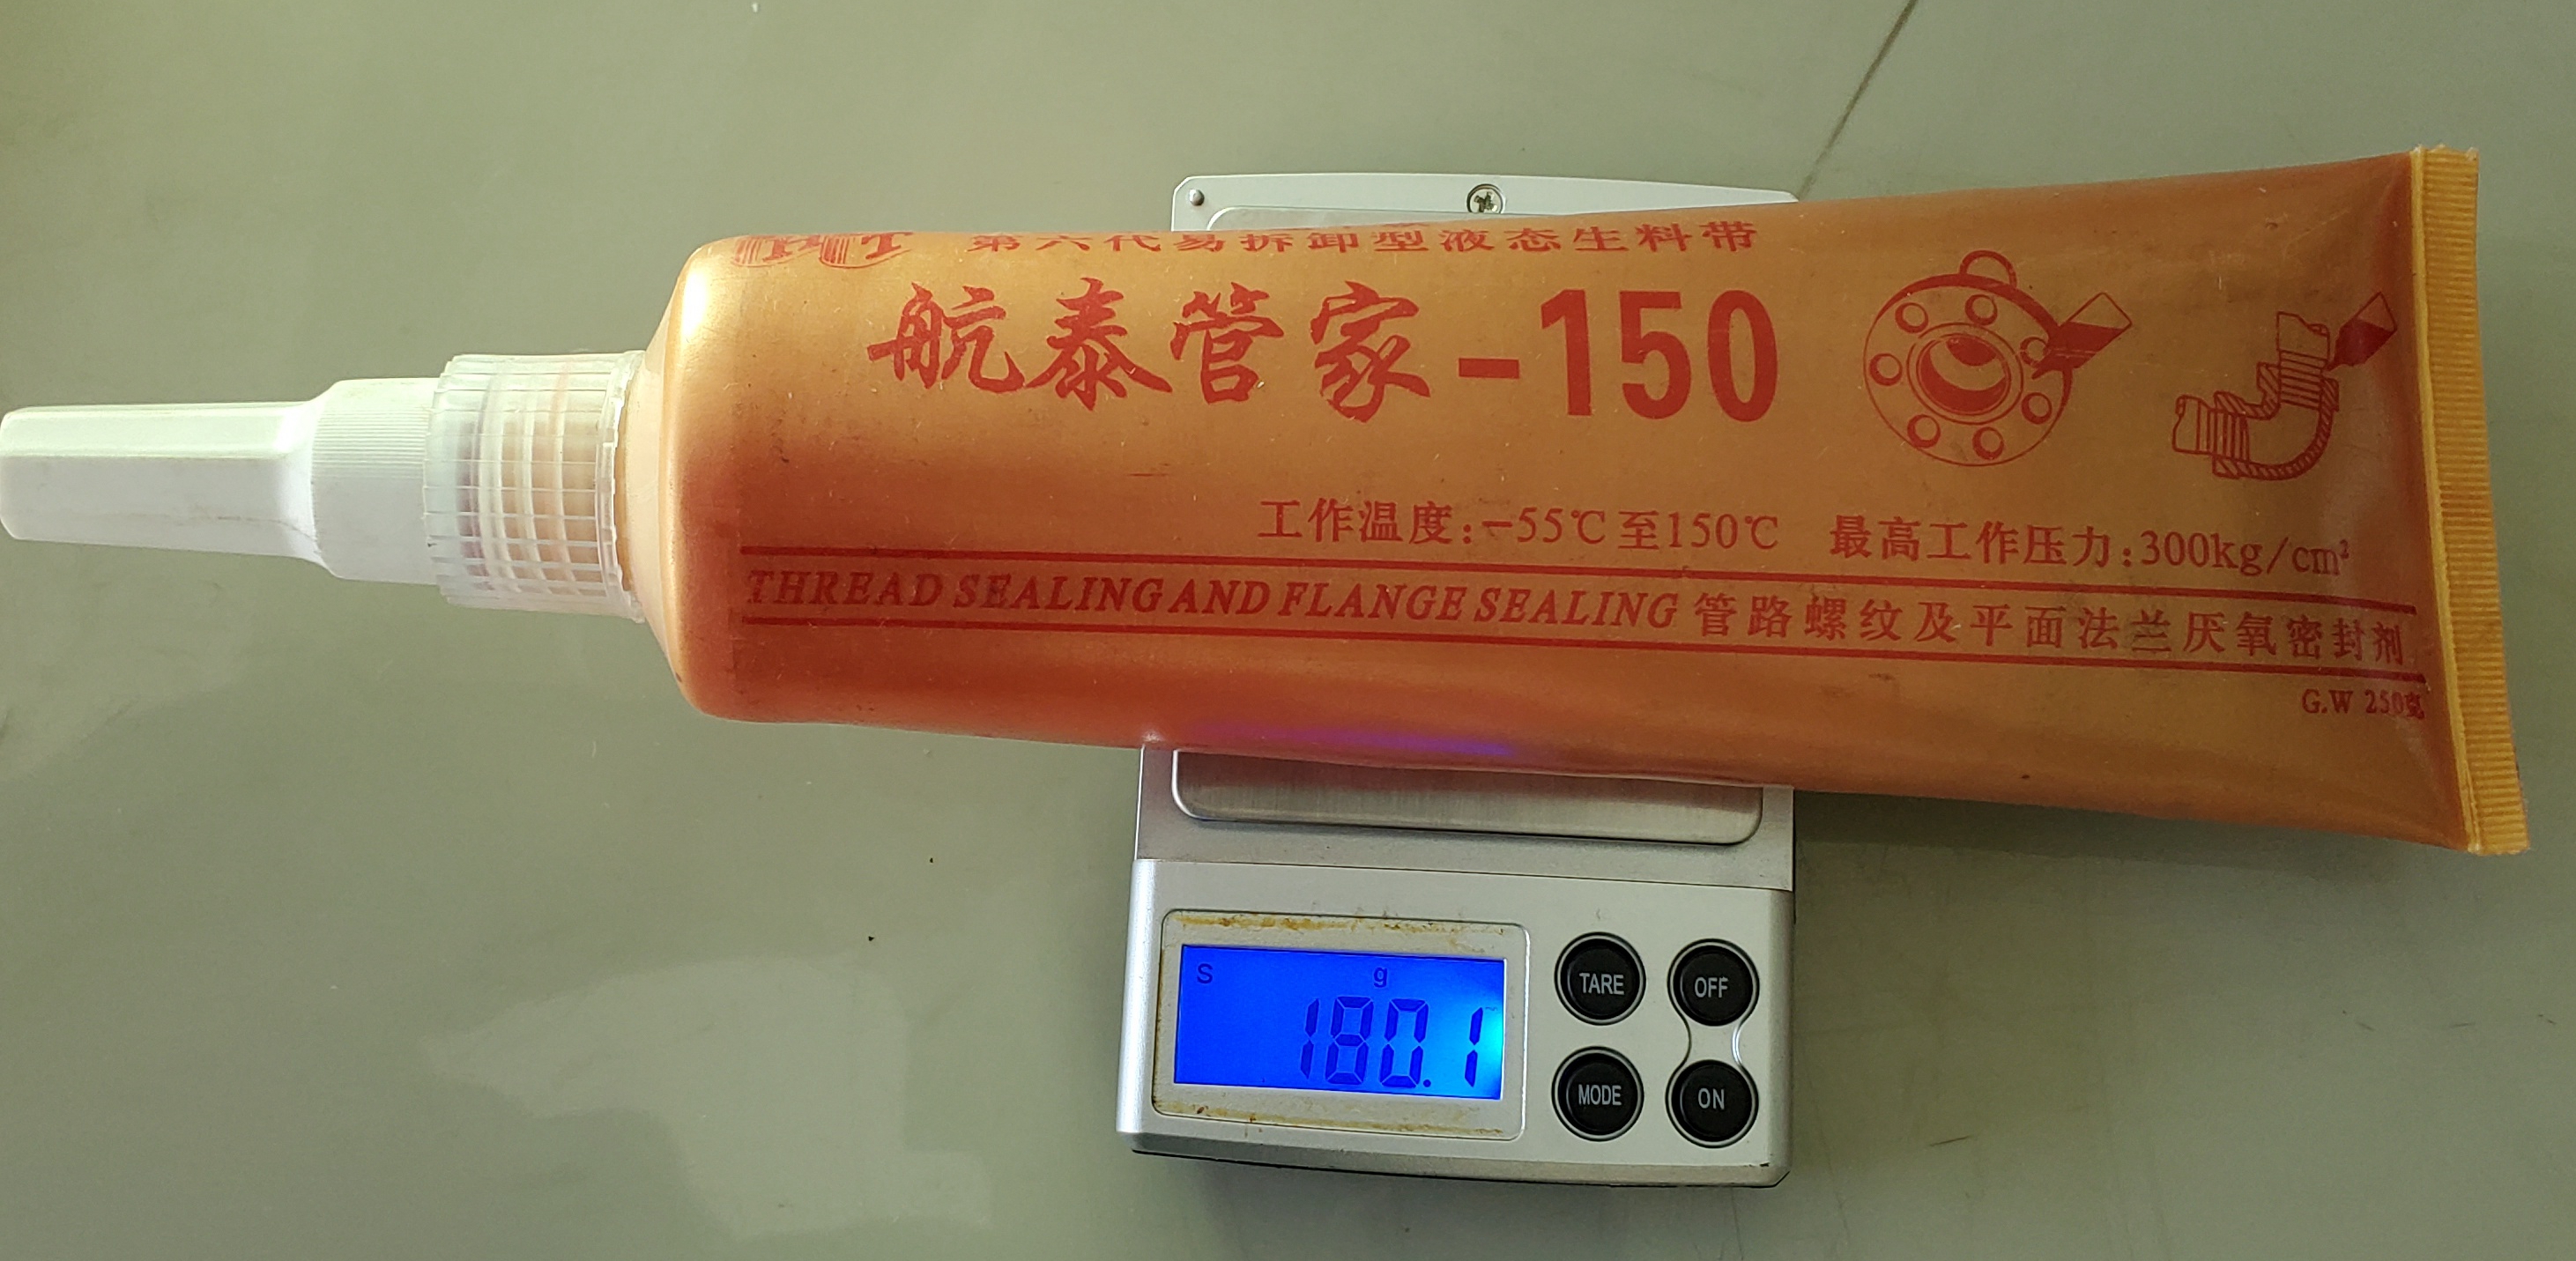 HT 第六代易拆卸型液态生料带
航泰管家-150
工作温度:-55℃至150℃ 最高工作压力:300kg/cm²
THREAD SEALING AND FLANGE SEALING 管路螺纹及平面法兰厌氧密封剂
G.W 250克
S g
180.1
TARE OFF
MODE ON